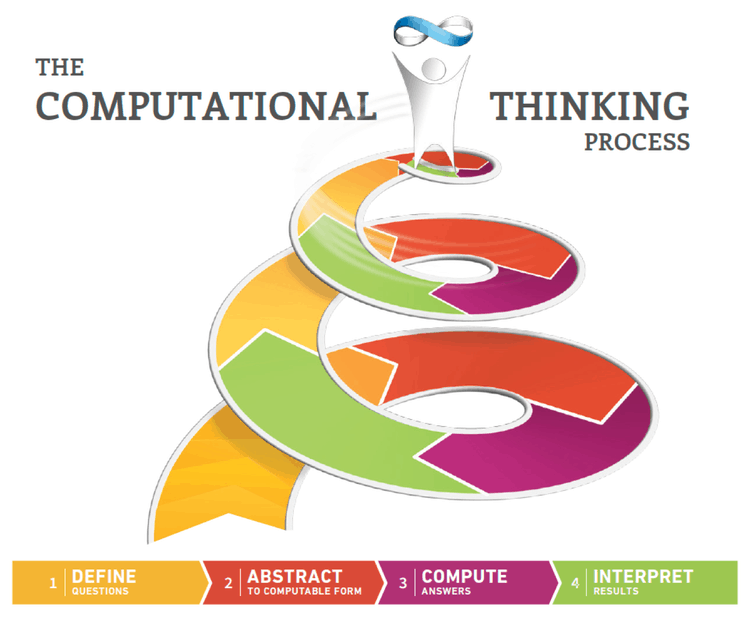 THE
COMPUTATIONAL THINKING
PROCESS
1 DEFINE
QUESTIONS
2 ABSTRACT
TO COMPUTABLE FORM
3 COMPUTE
ANSWERS
4 INTERPRET
RESULTS